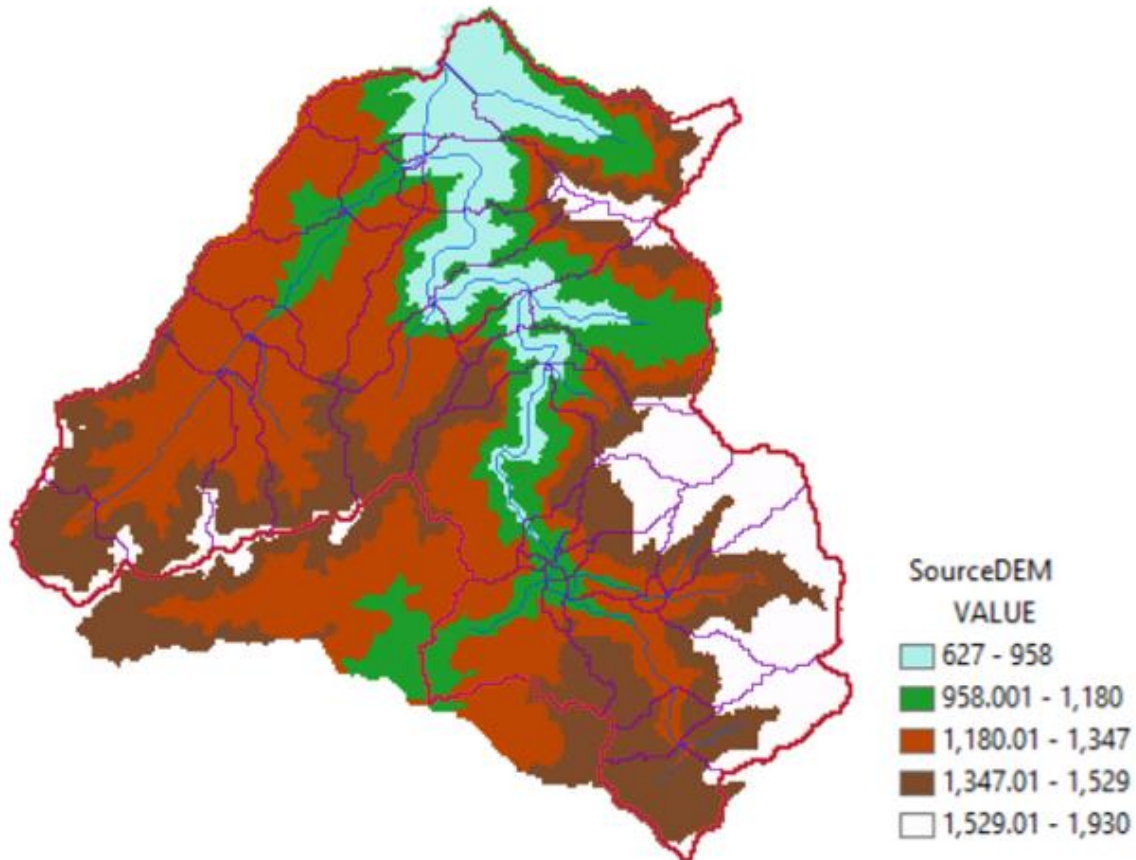 SourceDEM
VALUE
627 - 958
958.001 - 1,180
1,180.01 - 1,347
1,347.01 - 1,529
1,529.01 - 1,930